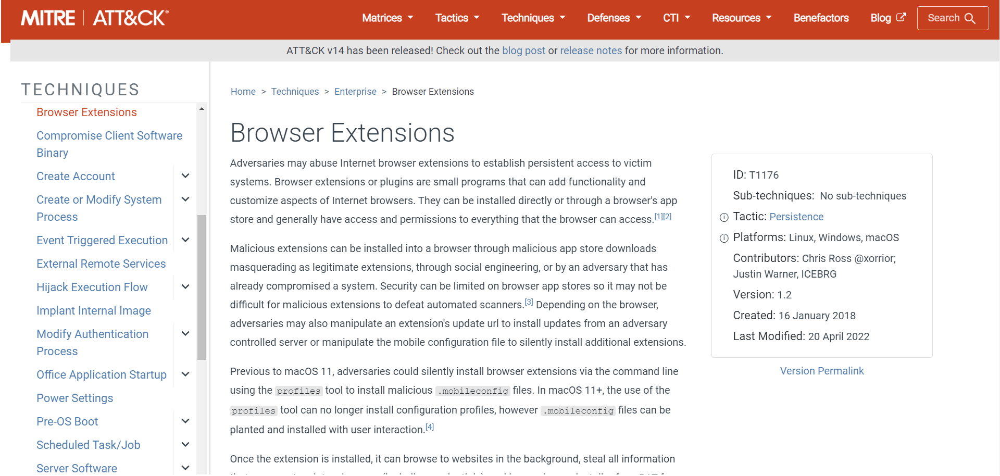 MITRE | ATT&CK®
Matrices
Tactics
Techniques
Defenses
CTI
Resources
Benefactors
Blog
Search
ATT&CK v14 has been released! Check out the blog post or release notes for more information.
TECHNIQUES
Browser Extensions
Compromise Client Software
Binary
Create Account
Create or Modify System
Process
Event Triggered Execution
External Remote Services
Hijack Execution Flow
Implant Internal Image
Modify Authentication
Process
Office Application Startup
Power Settings
Pre-OS Boot
Scheduled Task/Job
Server Software
Home > Techniques > Enterprise > Browser Extensions
Browser Extensions
Adversaries may abuse Internet browser extensions to establish persistent access to victim
systems. Browser extensions or plugins are small programs that can add functionality and
customize aspects of Internet browsers. They can be installed directly or through a browser's app
store and generally have access and permissions to everything that the browser can access.[1][2]
Malicious extensions can be installed into a browser through malicious app store downloads
masquerading as legitimate extensions, through social engineering, or by an adversary that has
already compromised a system. Security can be limited on browser app stores so it may not be
difficult for malicious extensions to defeat automated scanners.[3] Depending on the browser,
adversaries may also manipulate an extension's update url to install updates from an adversary
controlled server or manipulate the mobile configuration file to silently install additional extensions.
Previous to macOS 11, adversaries could silently install browser extensions via the command line
using the profiles tool to install malicious .mobileconfig files. In macOS 11+, the use of the
profiles tool can no longer install configuration profiles, however .mobileconfig files can be
planted and installed with user interaction.[4]
Once the extension is installed, it can browse to websites in the background, steal all information
ID: T1176
Sub-techniques: No sub-techniques
Tactic: Persistence
Platforms: Linux, Windows, macOS
Contributors: Chris Ross @xorrior;
Justin Warner, ICEBRG
Version: 1.2
Created: 16 January 2018
Last Modified: 20 April 2022
Version Permalink